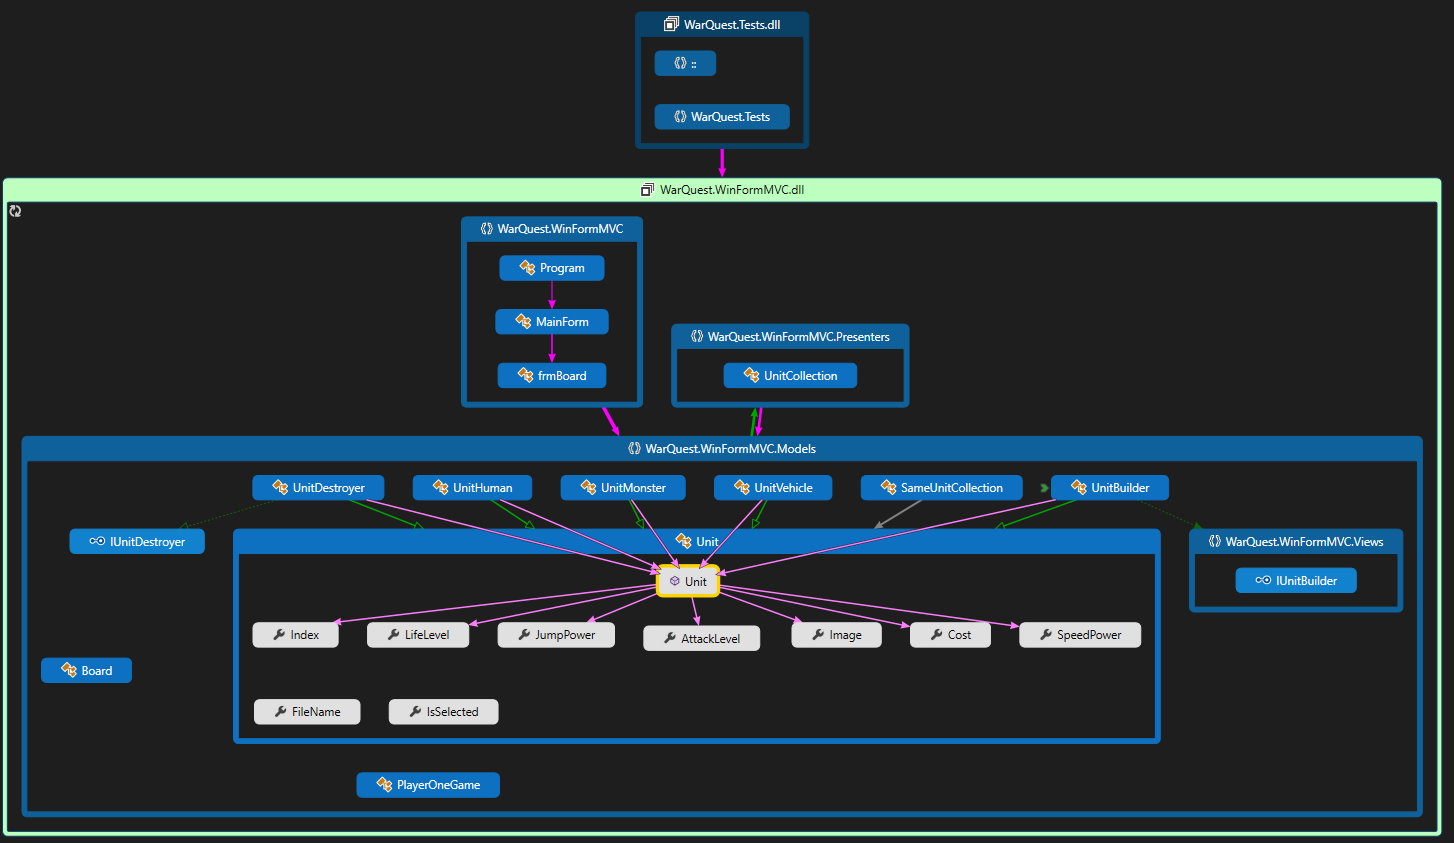 WarQuest.Tests.dll
::
WarQuest.Tests
WarQuest.WinFormMVC.dll
WarQuest.WinFormMVC
Program
MainForm
frmBoard
WarQuest.WinFormMVC.Presenters
UnitCollection
WarQuest.WinFormMVC.Models
UnitDestroyer
UnitHuman
UnitMonster
UnitVehicle
SameUnitCollection
UnitBuilder
IUnitDestroyer
Unit
WarQuest.WinFormMVC.Views
Unit
IUnitBuilder
Index
LifeLevel
JumpPower
AttackLevel
Image
Cost
SpeedPower
Board
FileName
IsSelected
PlayerOneGame